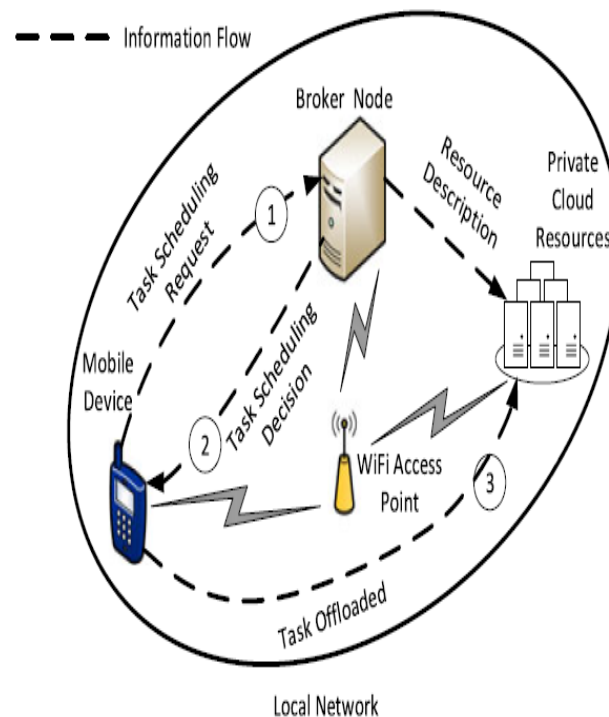 Information Flow
Broker Node
Resource
Description
Private
Cloud
Resources
1
Task Scheduling
Request
Mobile
Device
2
Task Scheduling
Decision
WiFi Access
Point
3
Task Offloaded
Local Network